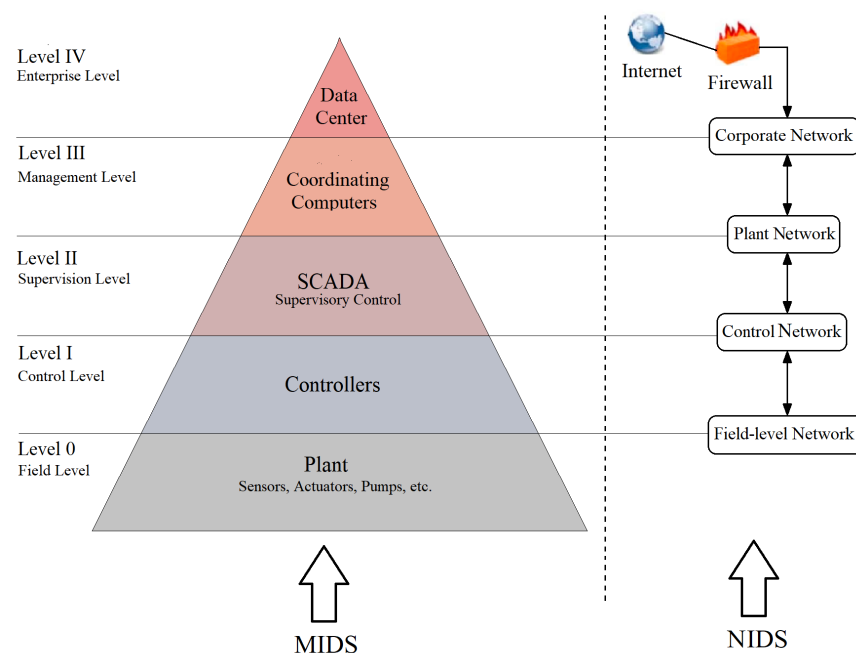 Level IV
Enterprise Level
Data
Center
Level III
Management Level
Coordinating
Computers
Level II
Supervision Level
SCADA
Supervisory Control
Level I
Control Level
Controllers
Level 0
Field Level
Plant
Sensors, Actuators, Pumps, etc.
MIDS
Internet
Firewall
Corporate Network
Plant Network
Control Network
Field-level Network
NIDS